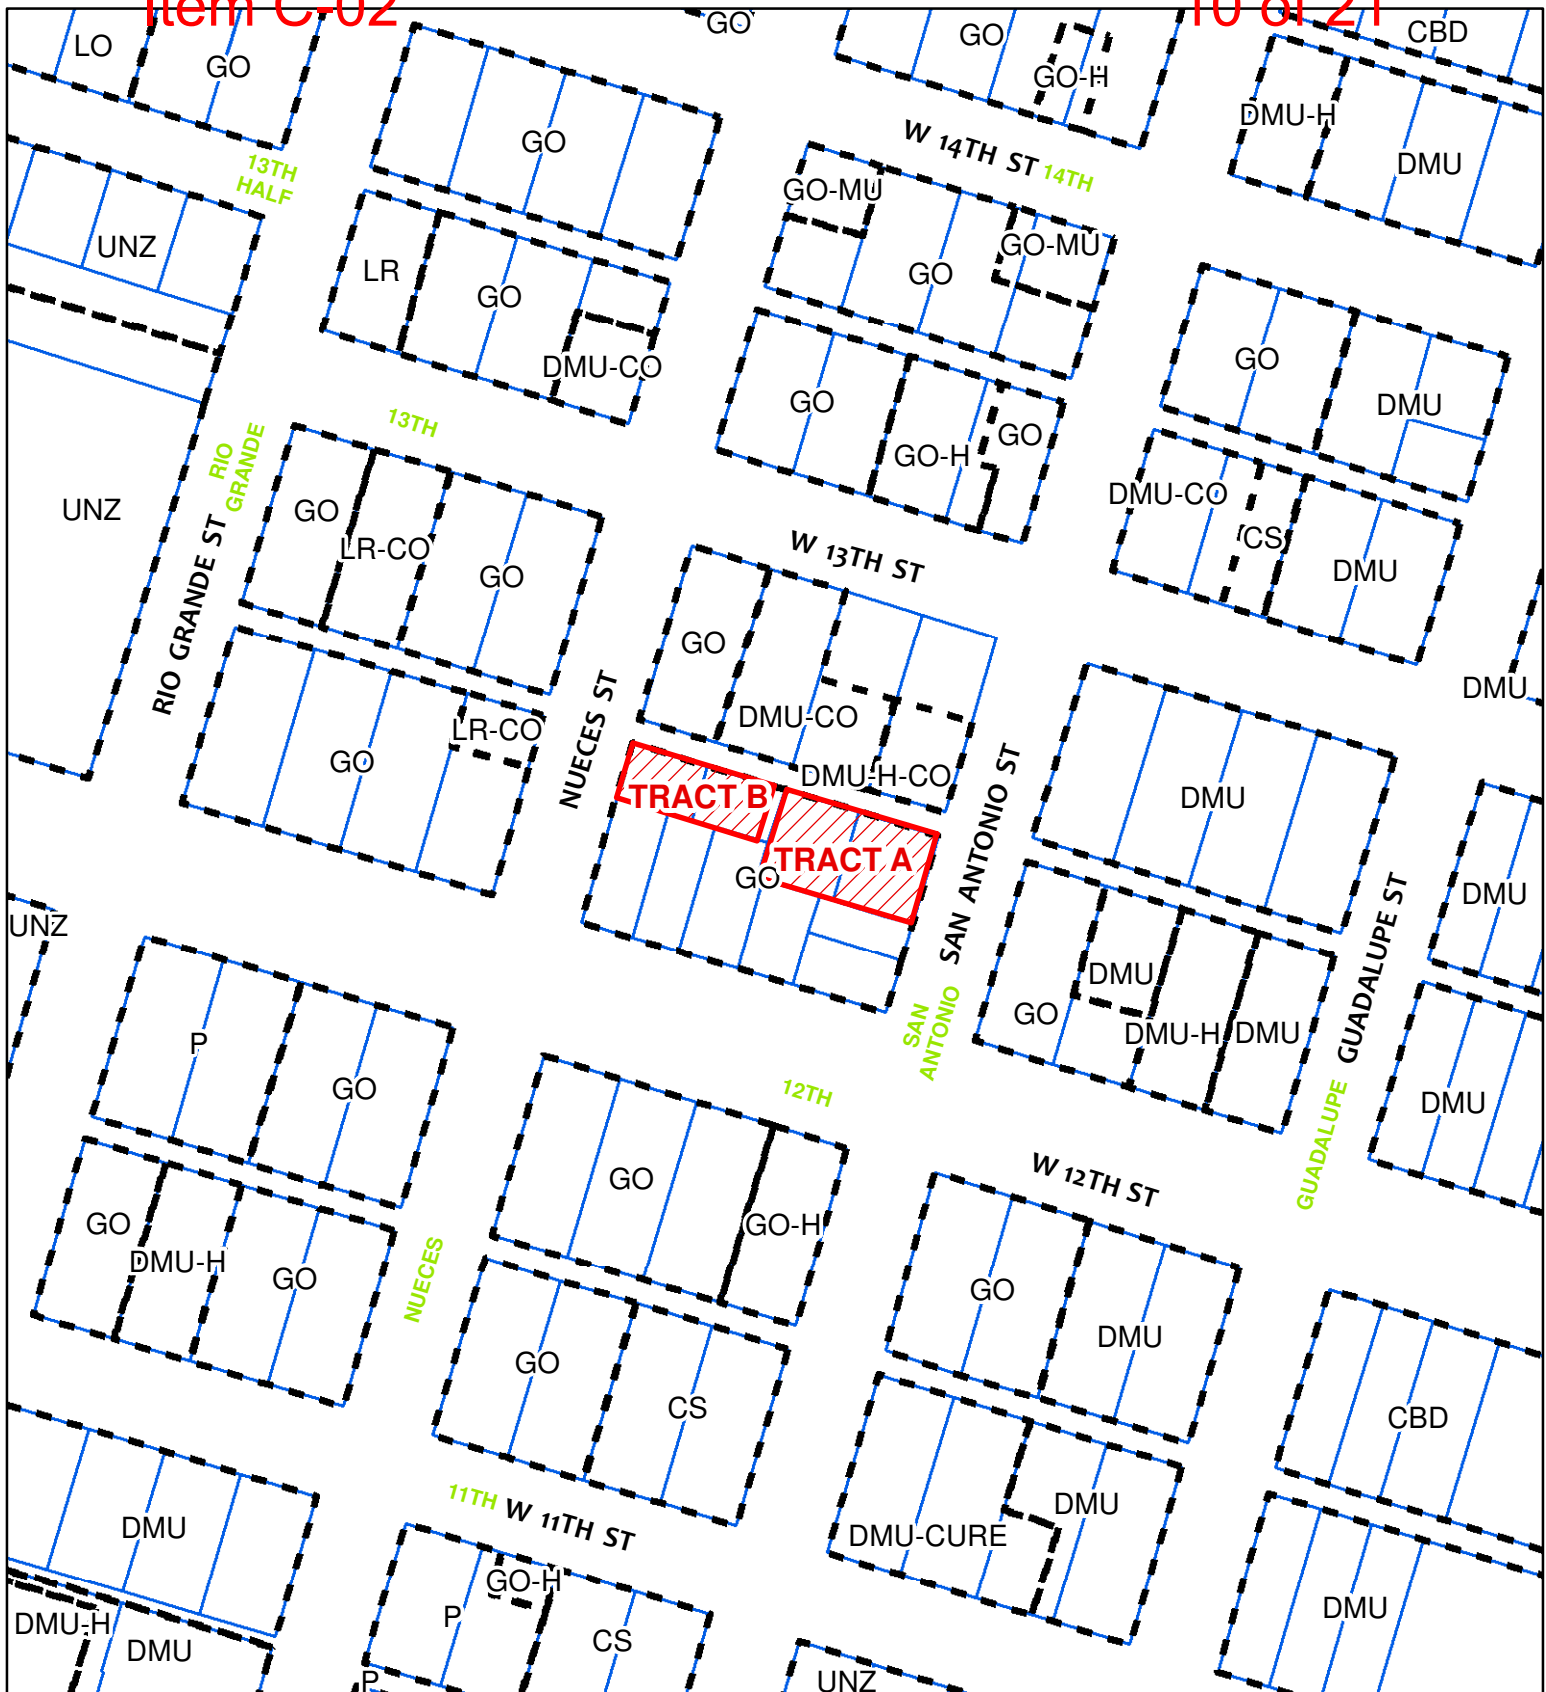 Item C-02
10 of 21
LO
GO
GO
GO
GO-H
CBD
DMU-H
DMU
GO
13TH
HALF
W 14TH ST
14TH
UNZ
GO-MU
GO-MU
GO
LR
GO
DMU-CO
GO
DMU
GO
GO-H
GO
13TH
RIO
GRANDE
UNZ
DMU-CO
CS
DMU
GO
LR-CO
GO
W 13TH ST
RIO GRANDE ST
GO
DMU-CO
DMU-H-CO
NUECES ST
LR-CO
GO
DMU
DMU
TRACT B
TRACT A
GO
SAN ANTONIO ST
DMU
UNZ
GO
DMU
DMU-H
DMU
GUADALUPE ST
SAN
ANTONIO
P
GO
12TH
DMU
GUADALUPE
W 12TH ST
GO
GO-H
GO
DMU-H
GO
NUECES
GO
DMU
GO
CS
CBD
11TH
W 11TH ST
DMU
DMU-CURE
DMU
GO-H
P
CS
DMU
DMU-H
DMU
P
UNZ